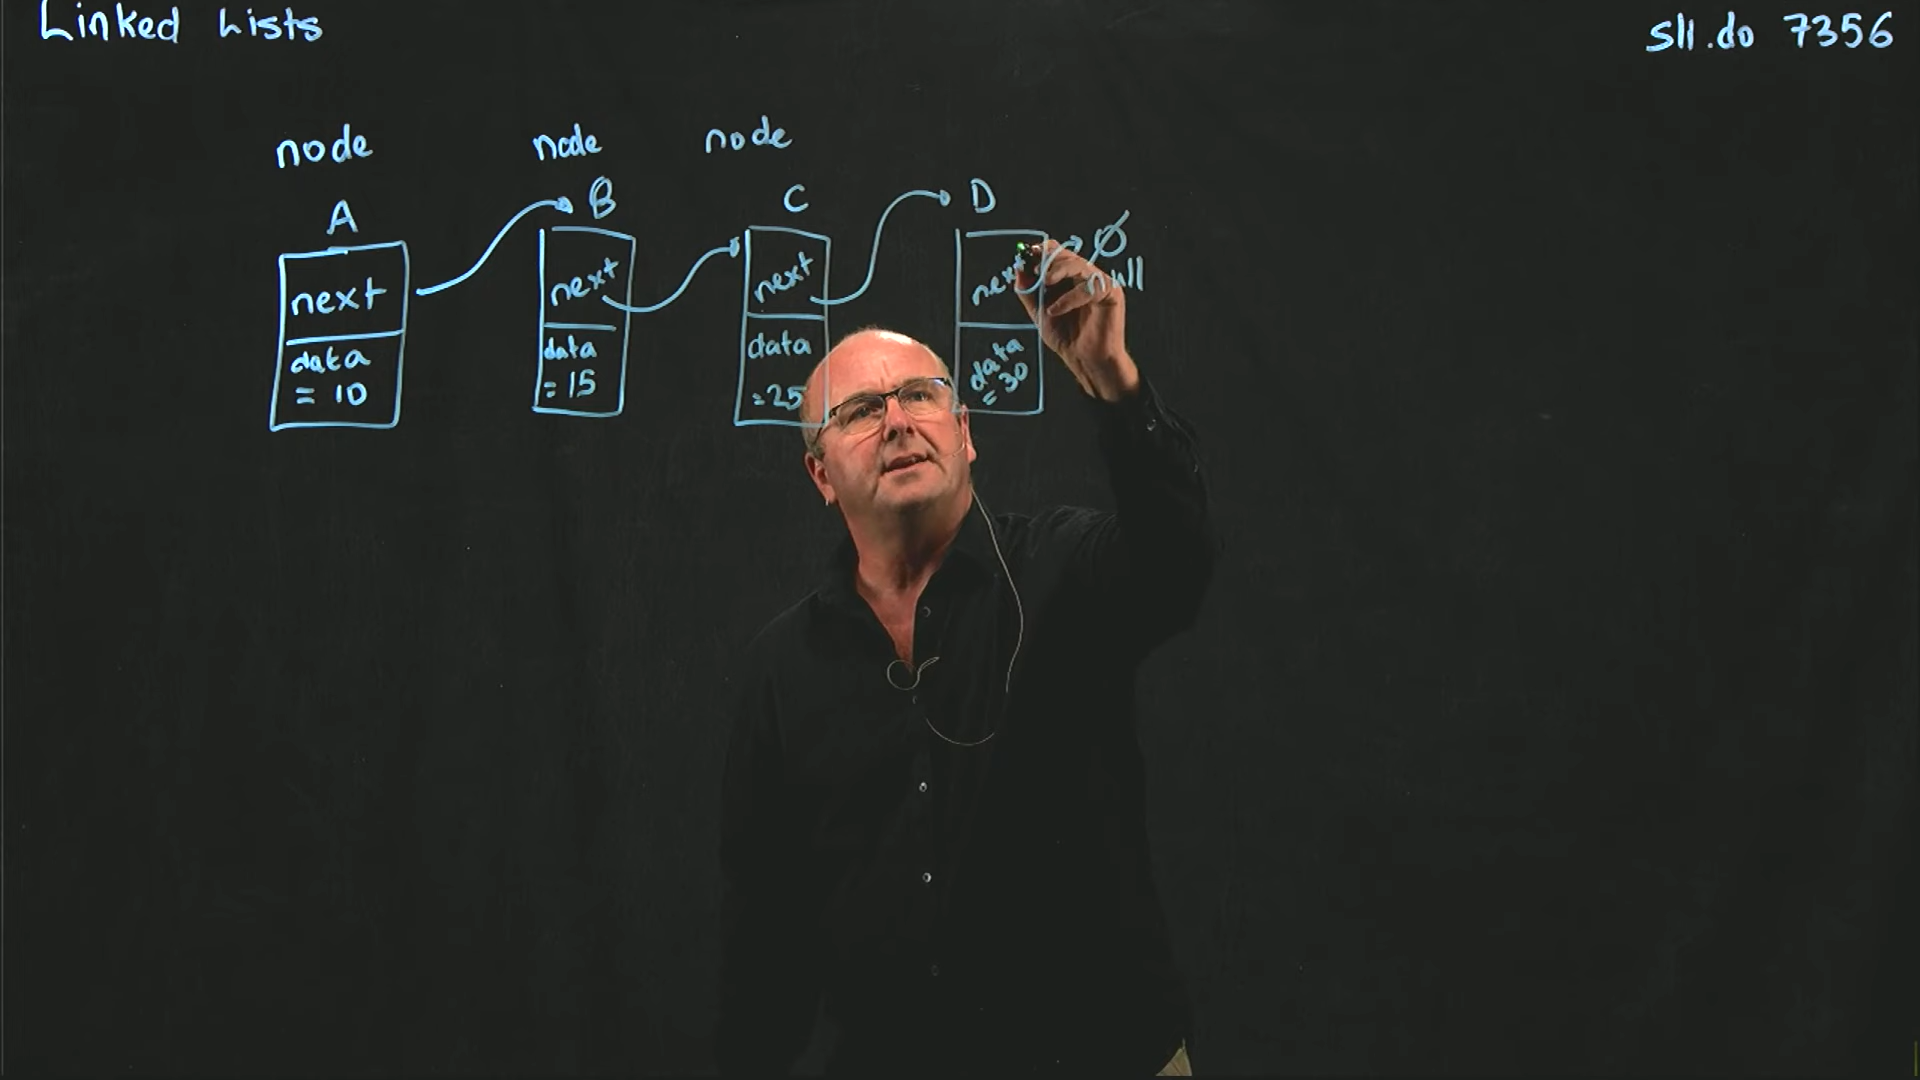 Linked Lists
sli.do 7356
node
node
node
A
B
C
D
next
next
next
next
Ø
null
data
= 10
data
= 15
data
= 25
data
= 30